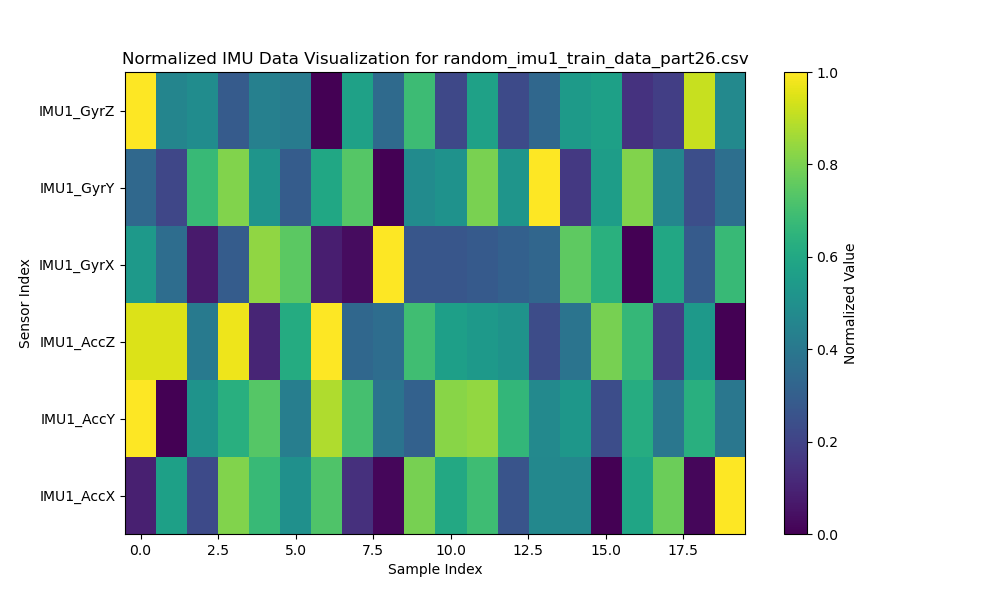 Normalized IMU Data Visualization for random_imu1_train_data_part26.csv
Sensor Index
IMU1_GyrZ
IMU1_GyrY
IMU1_GyrX
IMU1_AccZ
IMU1_AccY
IMU1_AccX
0.0 2.5 5.0 7.5 10.0 12.5 15.0 17.5
Sample Index
1.0
0.8
0.6
0.4
0.2
0.0
Normalized Value